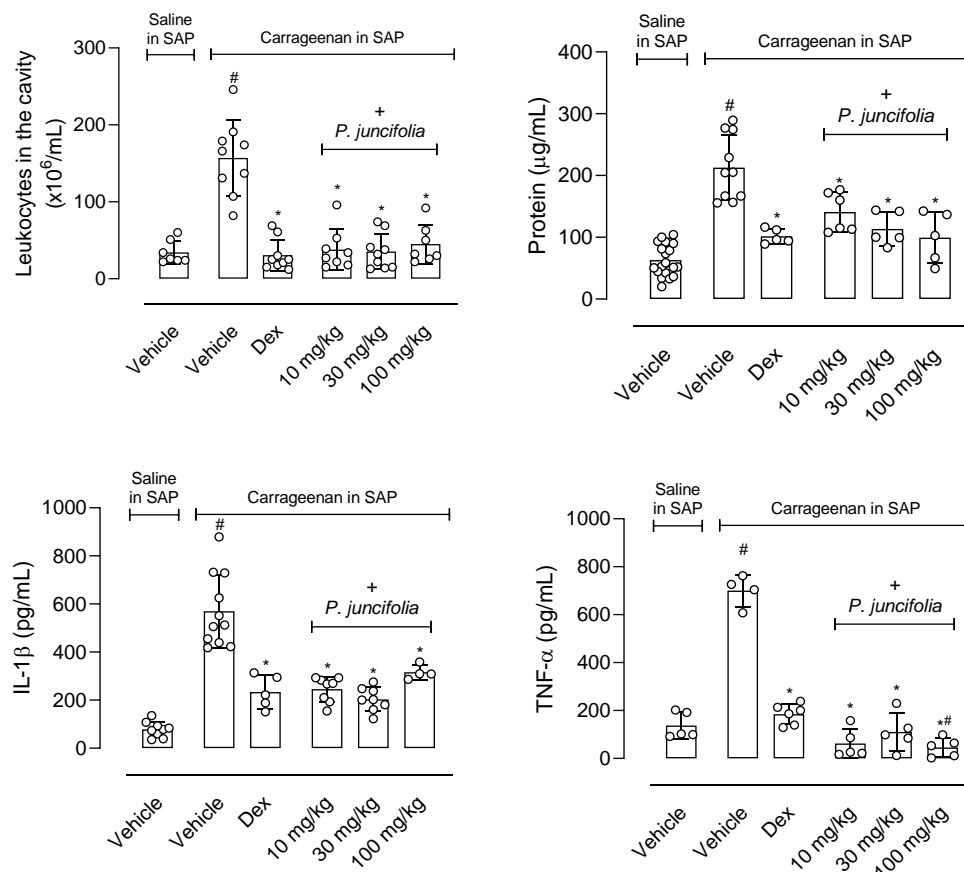 Saline
in SAP
Carrageenan in SAP
300
200
100
0
Leukocytes in the cavity
(x10⁶/mL)
#
+
P. juncifolia
*
*
*
*
Vehicle
Vehicle
Dex
10 mg/kg
30 mg/kg
100 mg/kg
Saline
in SAP
Carrageenan in SAP
400
300
200
100
0
Protein (μg/mL)
#
+
P. juncifolia
*
*
*
*
Vehicle
Vehicle
Dex
10 mg/kg
30 mg/kg
100 mg/kg
Saline
in SAP
Carrageenan in SAP
1000
800
600
400
200
0
IL-1β (pg/mL)
#
+
P. juncifolia
*
*
*
*
Vehicle
Vehicle
Dex
10 mg/kg
30 mg/kg
100 mg/kg
Saline
in SAP
Carrageenan in SAP
1000
800
600
400
200
0
TNF-α (pg/mL)
#
+
P. juncifolia
*
*
*
*#
Vehicle
Vehicle
Dex
10 mg/kg
30 mg/kg
100 mg/kg